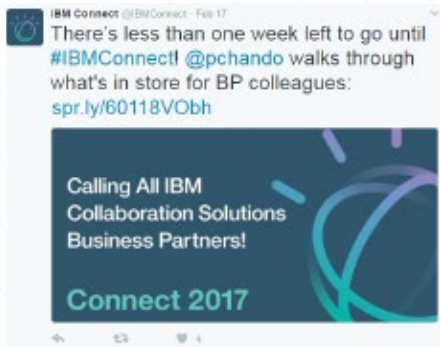 IBM Connect @IBMConnect · Feb 17
There's less than one week left to go until
#IBMConnect! @pchando walks through
what's in store for BP colleagues:
spr.ly/60118VObh
Calling All IBM
Collaboration Solutions
Business Partners!
Connect 2017